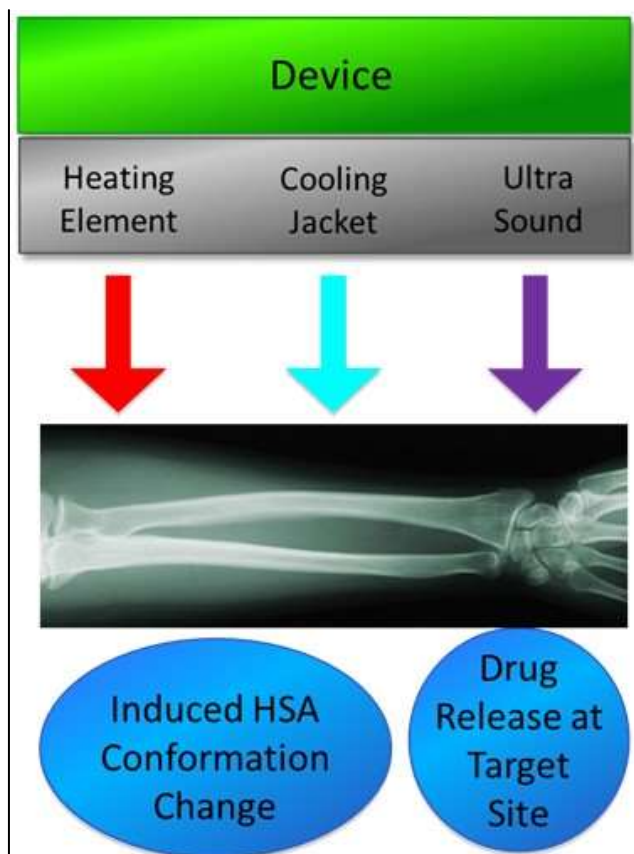 Device
Heating
Element
Cooling
Jacket
Ultra
Sound
Induced HSA
Conformation
Change
Drug
Release at
Target
Site